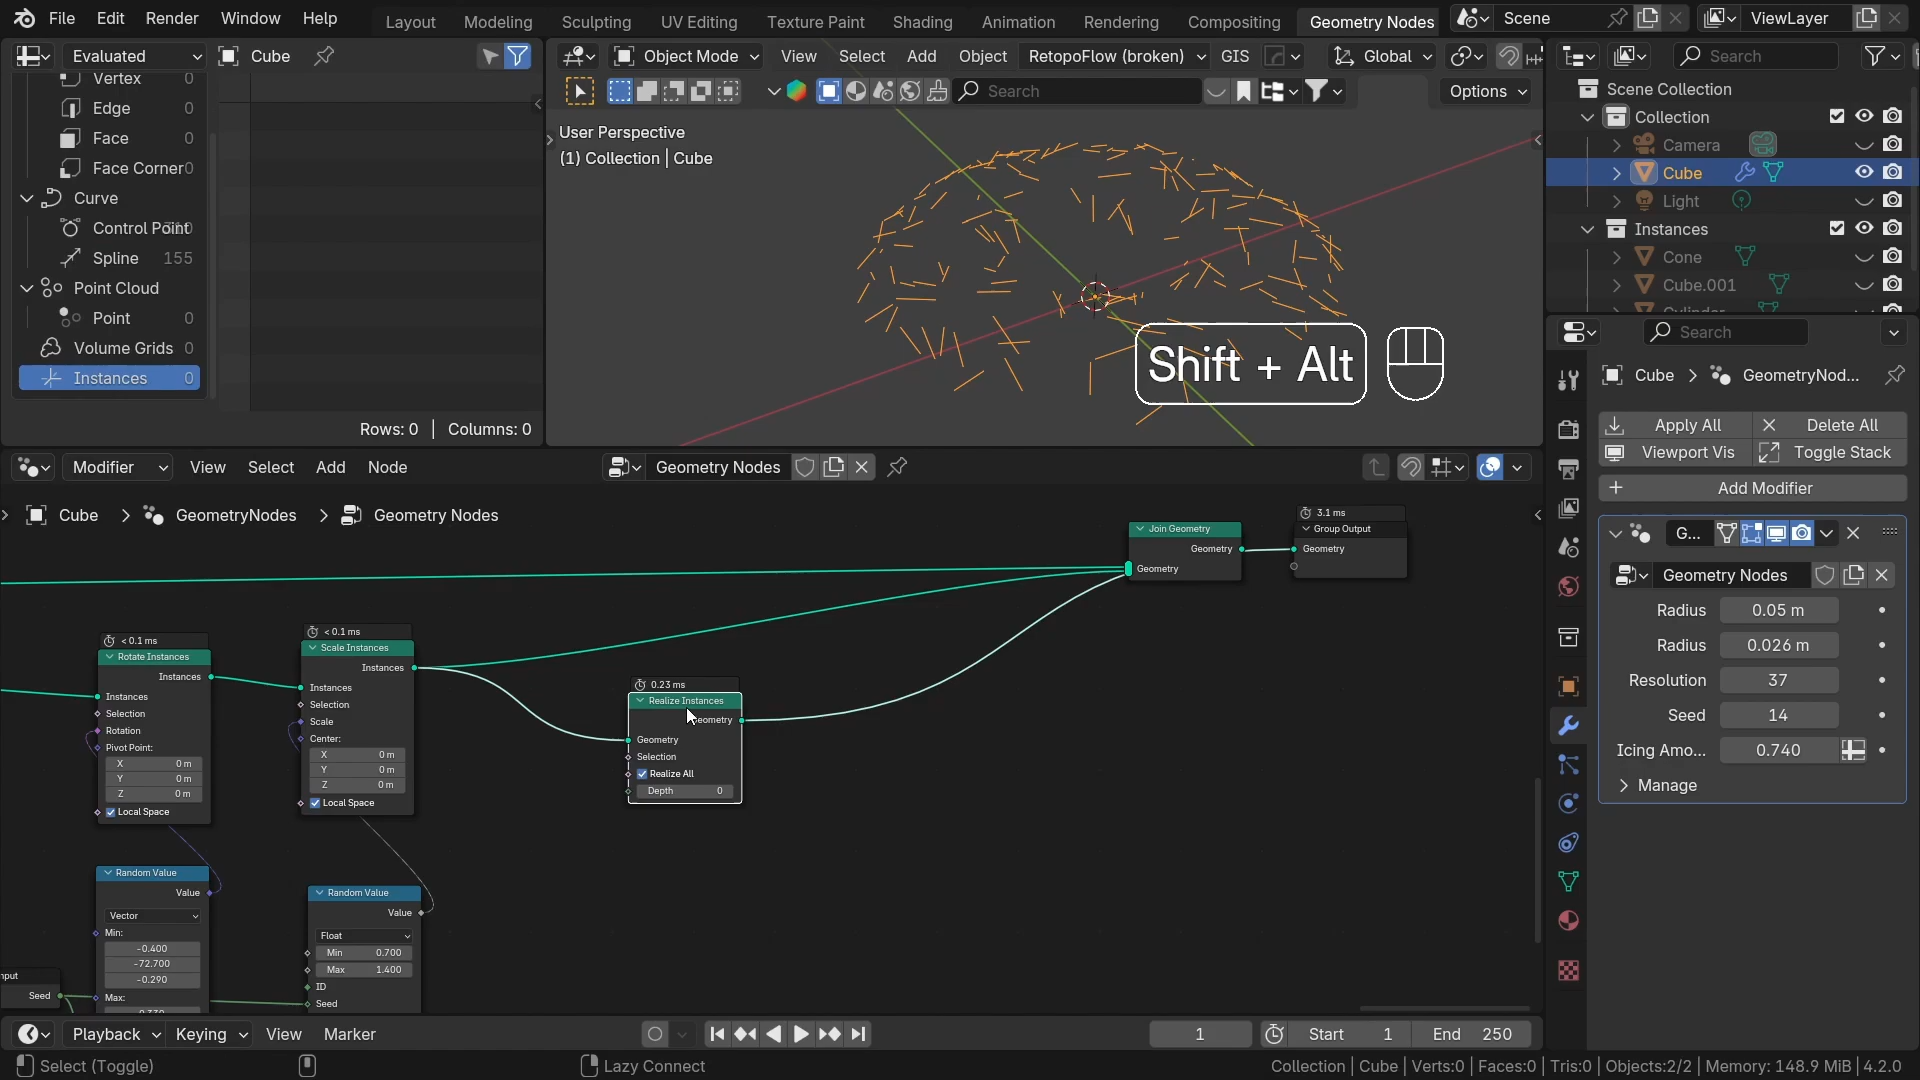 File Edit Render Window Help
Layout Modeling Sculpting UV Editing Texture Paint Shading Animation Rendering Compositing Geometry Nodes
Scene ViewLayer
Evaluated Cube
Object Mode View Select Add Object RetopoFlow (broken) GIS Global
Search
Search Options
User Perspective
(1) Collection | Cube
Vertex 0
Edge 0
Face 0
Face Corner 0
Curve
Control Point
Spline 155
Point Cloud
Point 0
Volume Grids 0
Instances 0
Rows: 0 | Columns: 0
Shift + Alt
Scene Collection
Collection
Camera
Cube
Light
Instances
Cone
Cube.001
Search
Cube > GeometryNod...
Apply All Delete All
Viewport Vis Toggle Stack
Add Modifier
G...
Geometry Nodes
Radius 0.05 m
Radius 0.026 m
Resolution 37
Seed 14
Icing Amo... 0.740
Manage
Modifier View Select Add Node Geometry Nodes
Cube > GeometryNodes > Geometry Nodes
< 0.1 ms
Rotate Instances
Instances
Instances
Selection
Rotation
Pivot Point:
X 0 m
Y 0 m
Z 0 m
Local Space
< 0.1 ms
Scale Instances
Instances
Instances
Selection
Scale
Center:
X 0 m
Y 0 m
Z 0 m
Local Space
0.23 ms
Realize Instances
Geometry
Selection
Realize All
Depth 0
Join Geometry
Geometry
Geometry
3.1 ms
Group Output
Geometry
Random Value
Value
Vector
Min:
-0.400
-72.700
-0.290
Max:
Seed
Random Value
Value
Float
Min 0.700
Max 1.400
ID
Seed
Playback Keying View Marker
1 Start 1 End 250
Select (Toggle) Lazy Connect
Collection | Cube | Verts:0 | Faces:0 | Tris:0 | Objects:2/2 | Memory: 148.9 MiB | 4.2.0